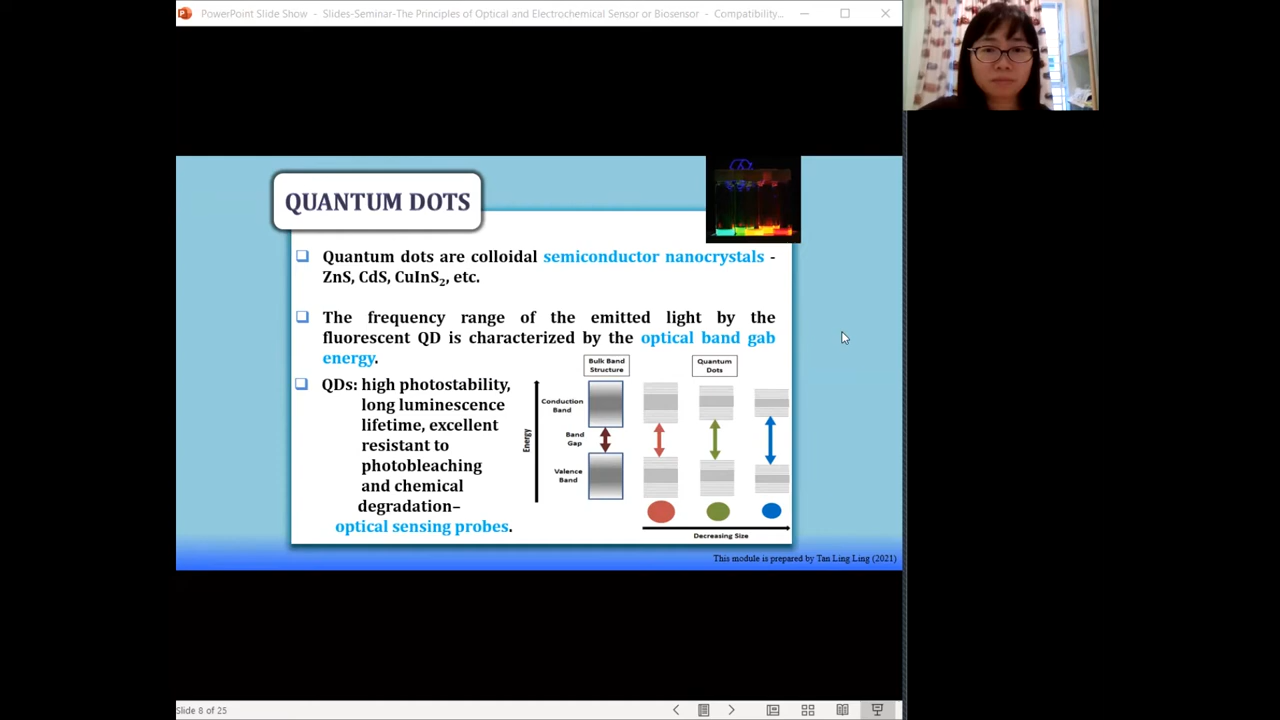 PowerPoint Slide Show - Slides-Seminar-The Principles of Optical and Electrochemical Sensor or Biosensor - Compatibility...
QUANTUM DOTS
Quantum dots are colloidal semiconductor nanocrystals -
ZnS, CdS, CuInS₂, etc.
The frequency range of the emitted light by the
fluorescent QD is characterized by the optical band gab
energy.
QDs: high photostability,
long luminescence
lifetime, excellent
resistant to
photobleaching
and chemical
degradation–
optical sensing probes.
Bulk Band
Structure
Quantum
Dots
Energy
Conduction
Band
Band
Gap
Valence
Band
Decreasing Size
This module is prepared by Tan Ling Ling (2021)
Slide 8 of 25